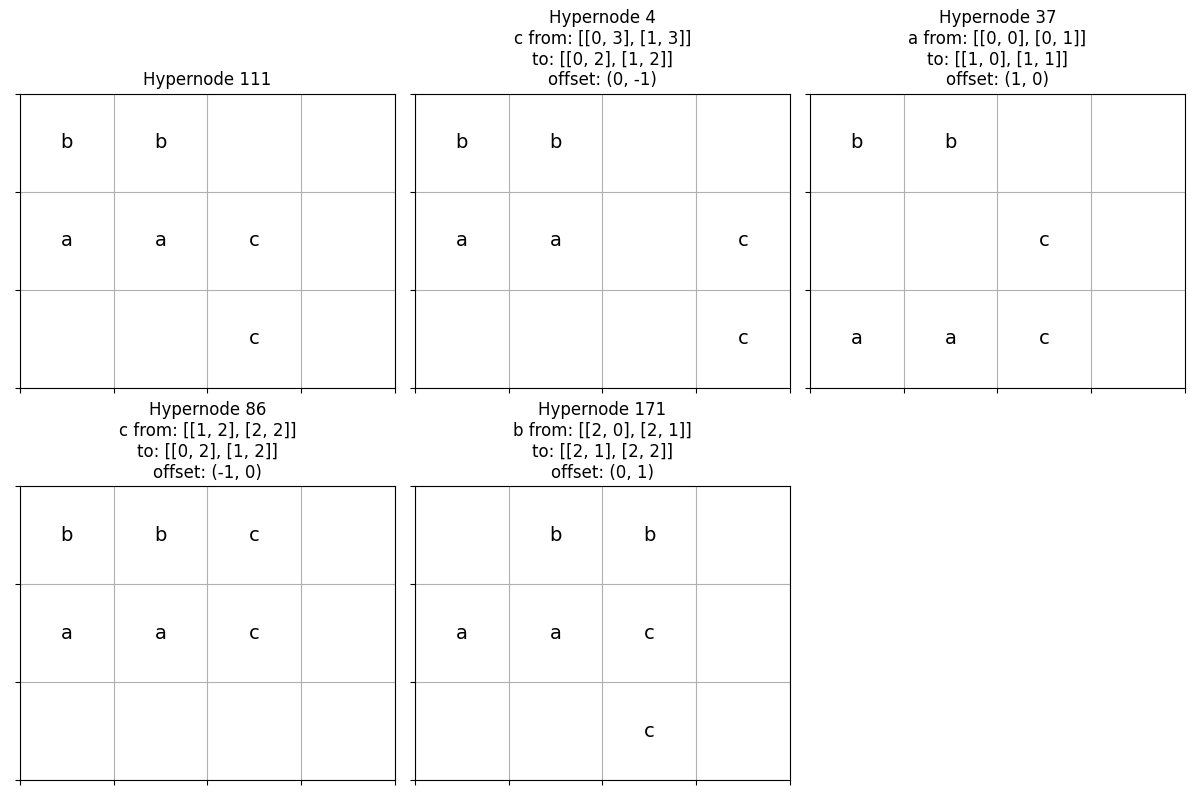 Hypernode 111
b b
a a c
c
Hypernode 4
c from: [[0, 3], [1, 3]]
to: [[0, 2], [1, 2]]
offset: (0, -1)
b b
a a c
c
Hypernode 37
a from: [[0, 0], [0, 1]]
to: [[1, 0], [1, 1]]
offset: (1, 0)
b b
c
a a c
Hypernode 86
c from: [[1, 2], [2, 2]]
to: [[0, 2], [1, 2]]
offset: (-1, 0)
b b c
a a c
Hypernode 171
b from: [[2, 0], [2, 1]]
to: [[2, 1], [2, 2]]
offset: (0, 1)
b b
a a c
c